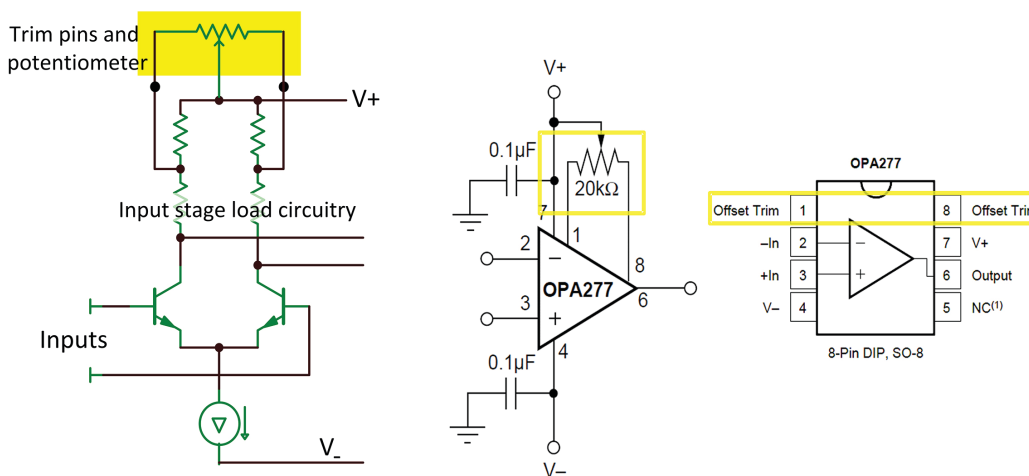 Trim pins and
potentiometer
V+
Input stage load circuitry
Inputs
V-
V+
0.1µF
20kΩ
7
1
2
−
8
OPA277
6
3
+
4
0.1µF
V–
OPA277
Offset Trim 1 8 Offset Trim
–In 2 − 7 V+
+In 3 + 6 Output
V– 4 5 NC(1)
8-Pin DIP, SO-8